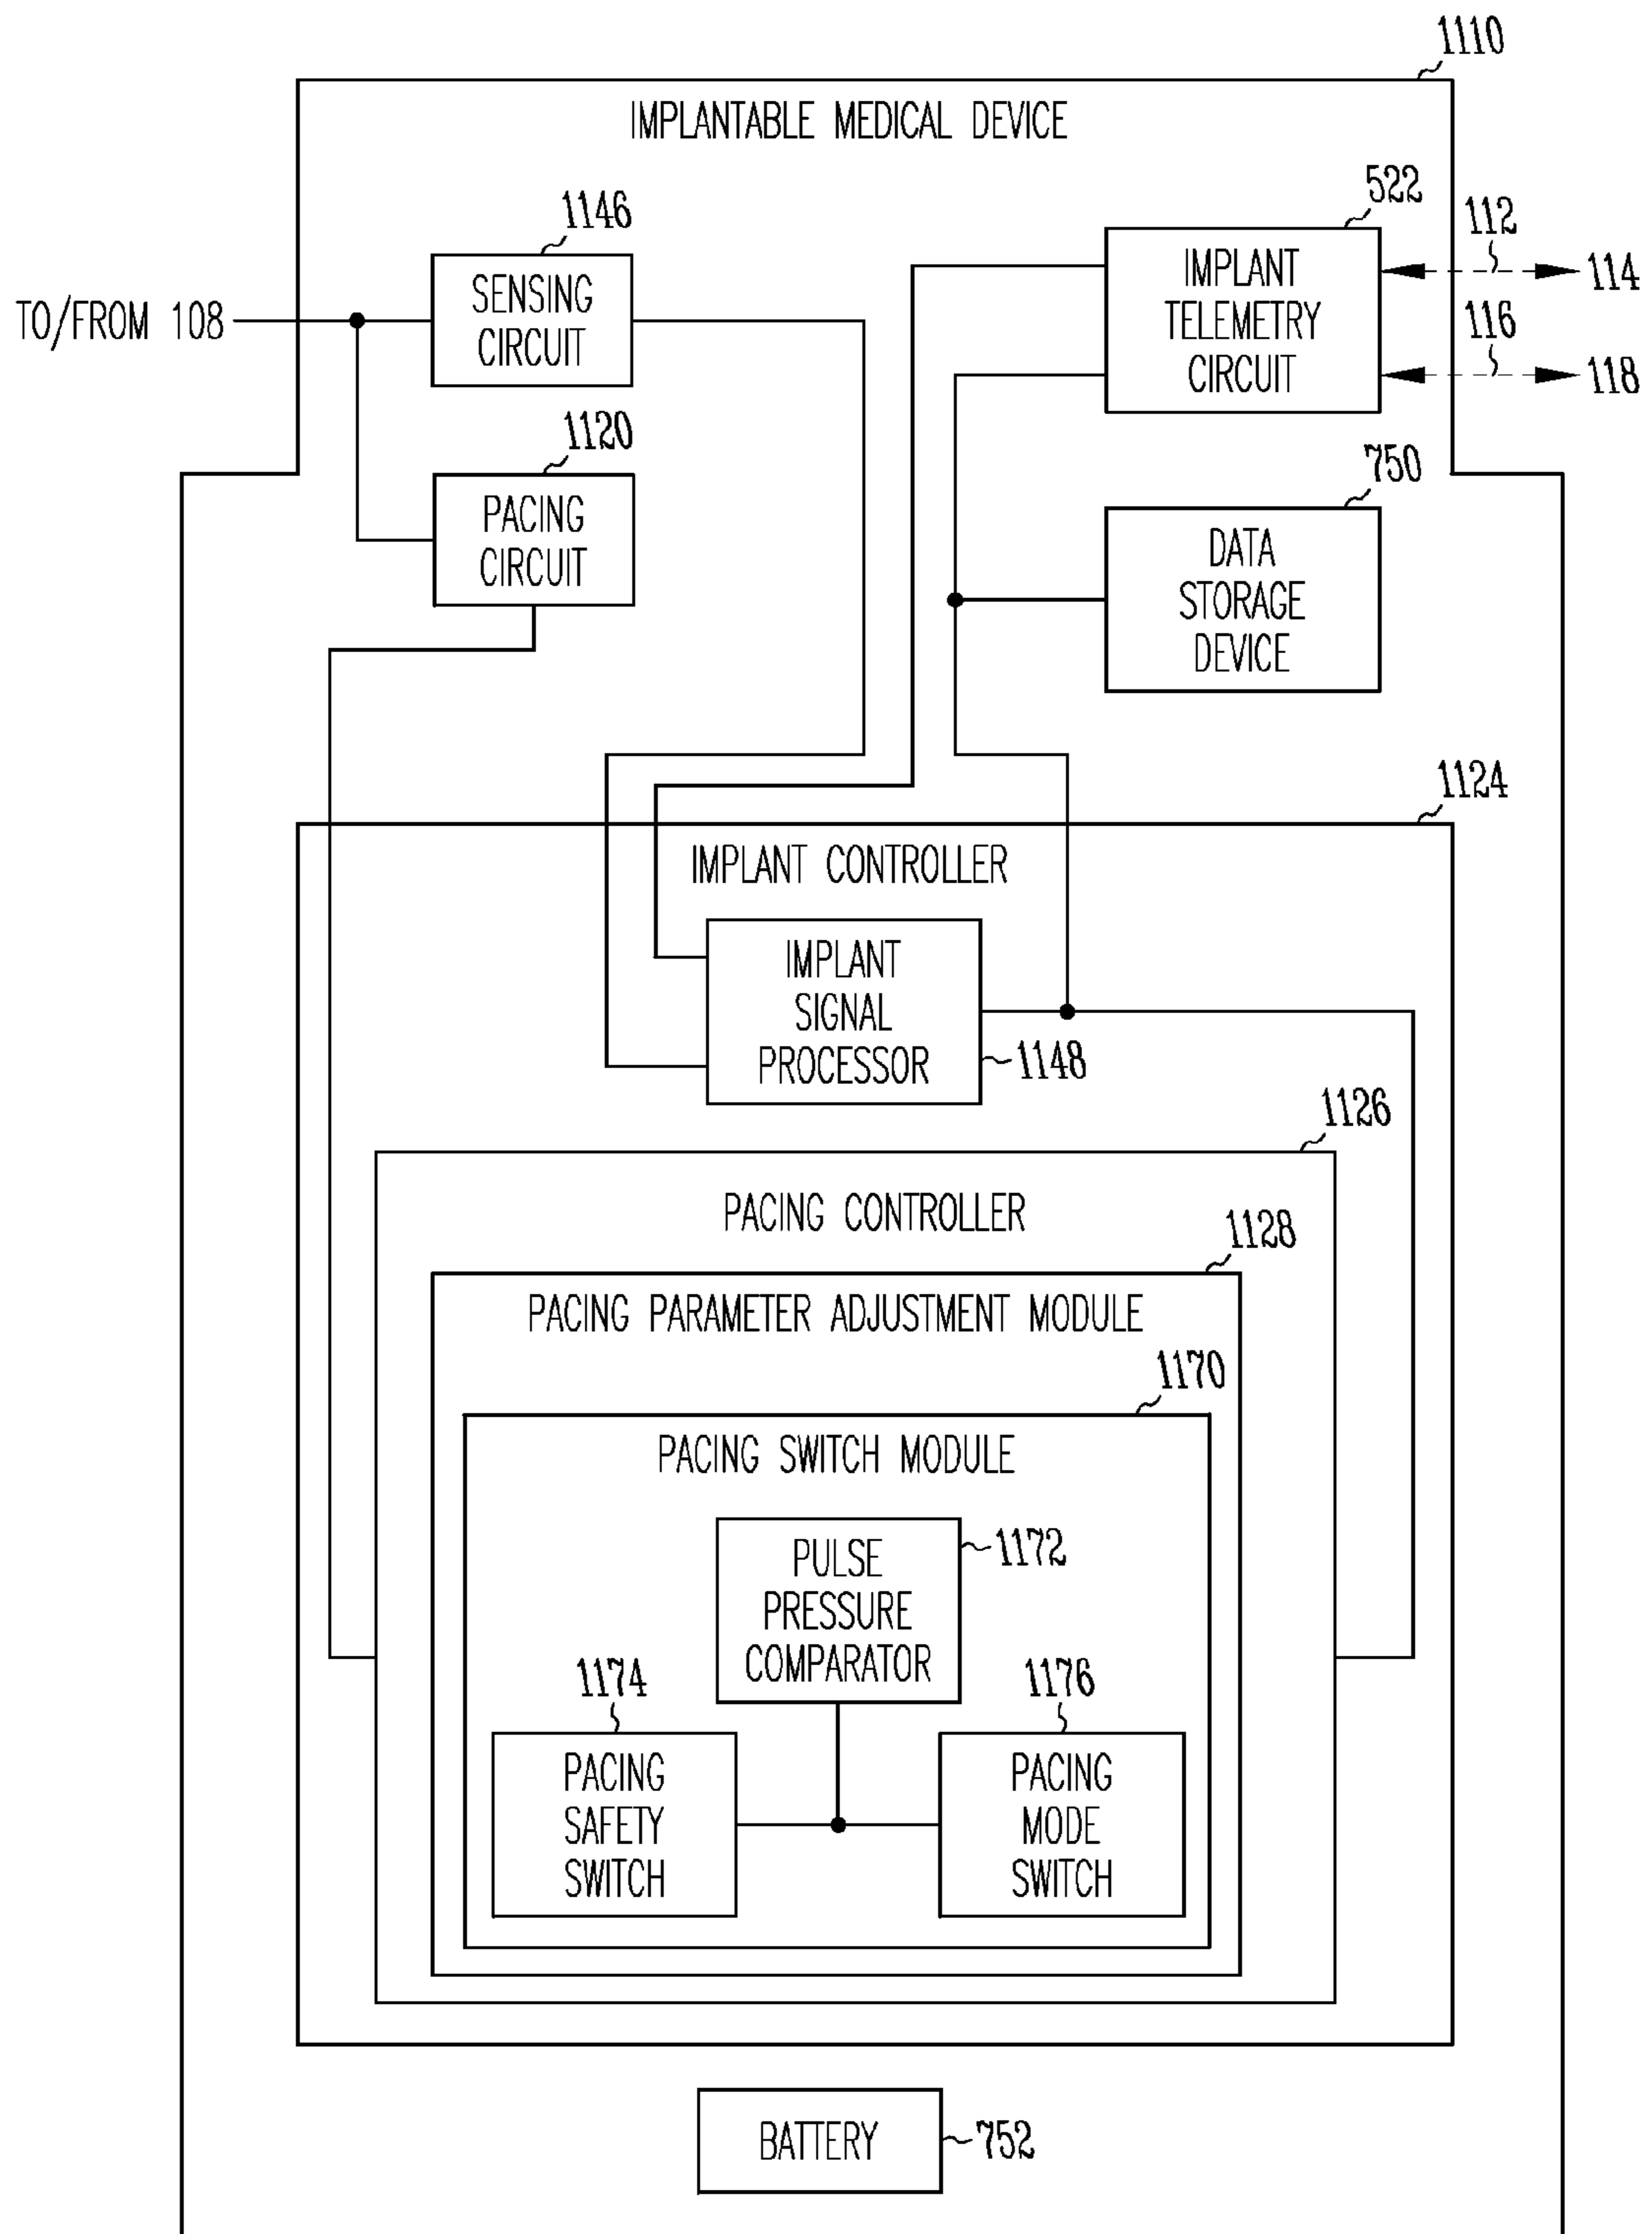 1110
IMPLANTABLE MEDICAL DEVICE
1146
SENSING
CIRCUIT
TO/FROM 108
522
IMPLANT
TELEMETRY
CIRCUIT
112
114
116
118
1120
PACING
CIRCUIT
750
DATA
STORAGE
DEVICE
1124
IMPLANT CONTROLLER
IMPLANT
SIGNAL
PROCESSOR
1148
1126
PACING CONTROLLER
1128
PACING PARAMETER ADJUSTMENT MODULE
1170
PACING SWITCH MODULE
PULSE
PRESSURE
COMPARATOR
1172
1174
PACING
SAFETY
SWITCH
1176
PACING
MODE
SWITCH
BATTERY
752